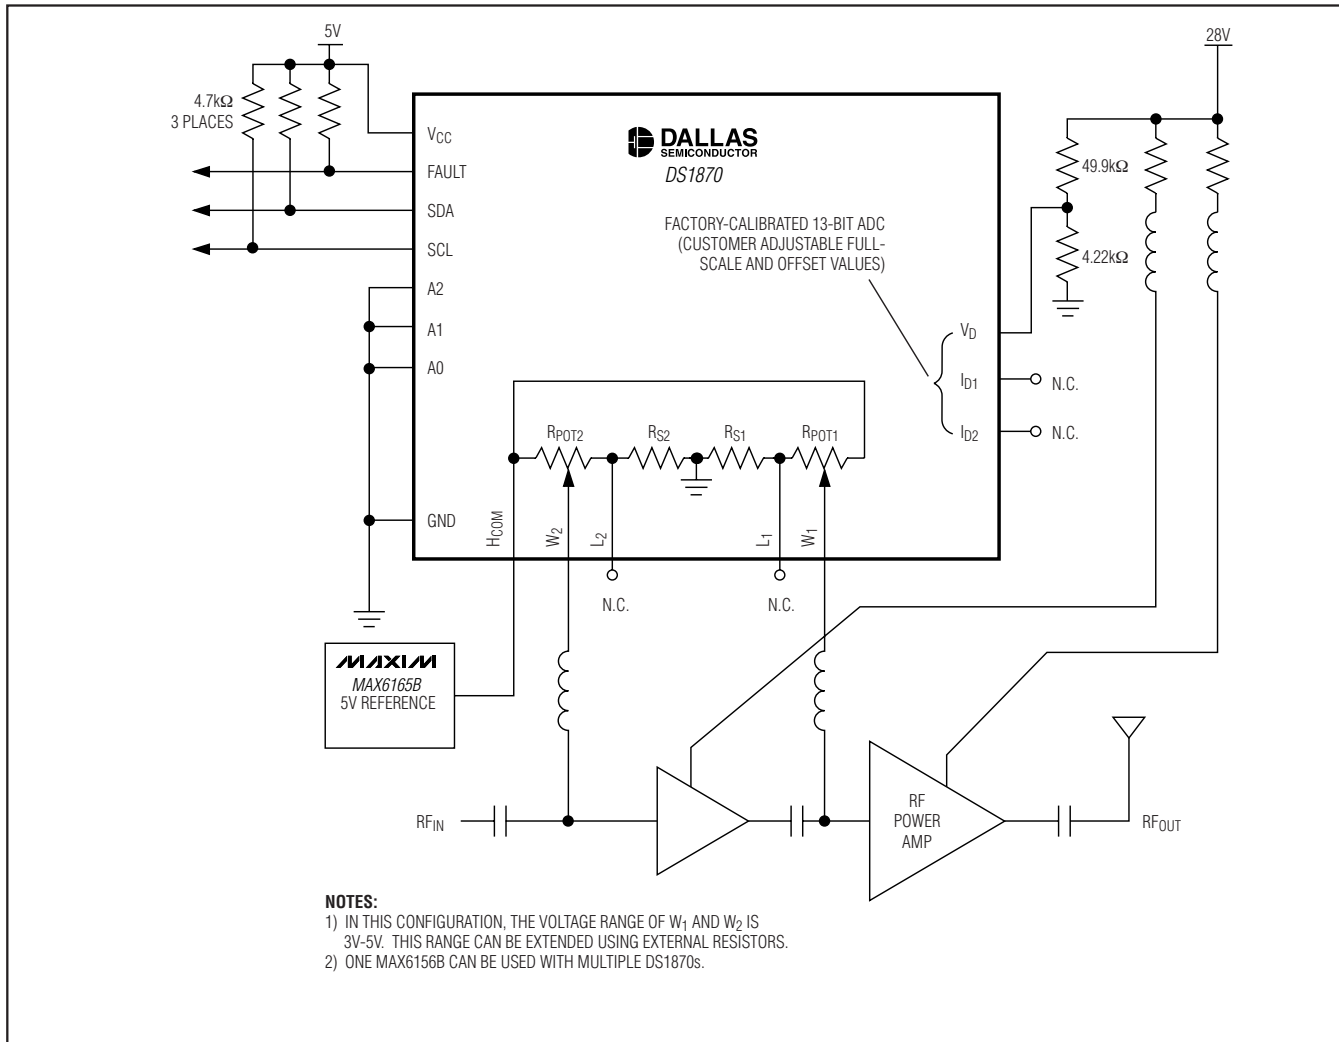 5V
28V
4.7kΩ
3 PLACES
VCC
FAULT
SDA
SCL
A2
A1
A0
GND
DALLAS
SEMICONDUCTOR
DS1870
FACTORY-CALIBRATED 13-BIT ADC
(CUSTOMER ADJUSTABLE FULL-
SCALE AND OFFSET VALUES)
49.9kΩ
4.22kΩ
VD
ID1
N.C.
ID2
N.C.
RPOT2
RS2
RS1
RPOT1
HCOM
W2
L2
L1
W1
N.C.
N.C.
MAXIM
MAX6165B
5V REFERENCE
RFIN
RF
POWER
AMP
RFOUT
NOTES:
1) IN THIS CONFIGURATION, THE VOLTAGE RANGE OF W1 AND W2 IS
3V-5V. THIS RANGE CAN BE EXTENDED USING EXTERNAL RESISTORS.
2) ONE MAX6156B CAN BE USED WITH MULTIPLE DS1870s.